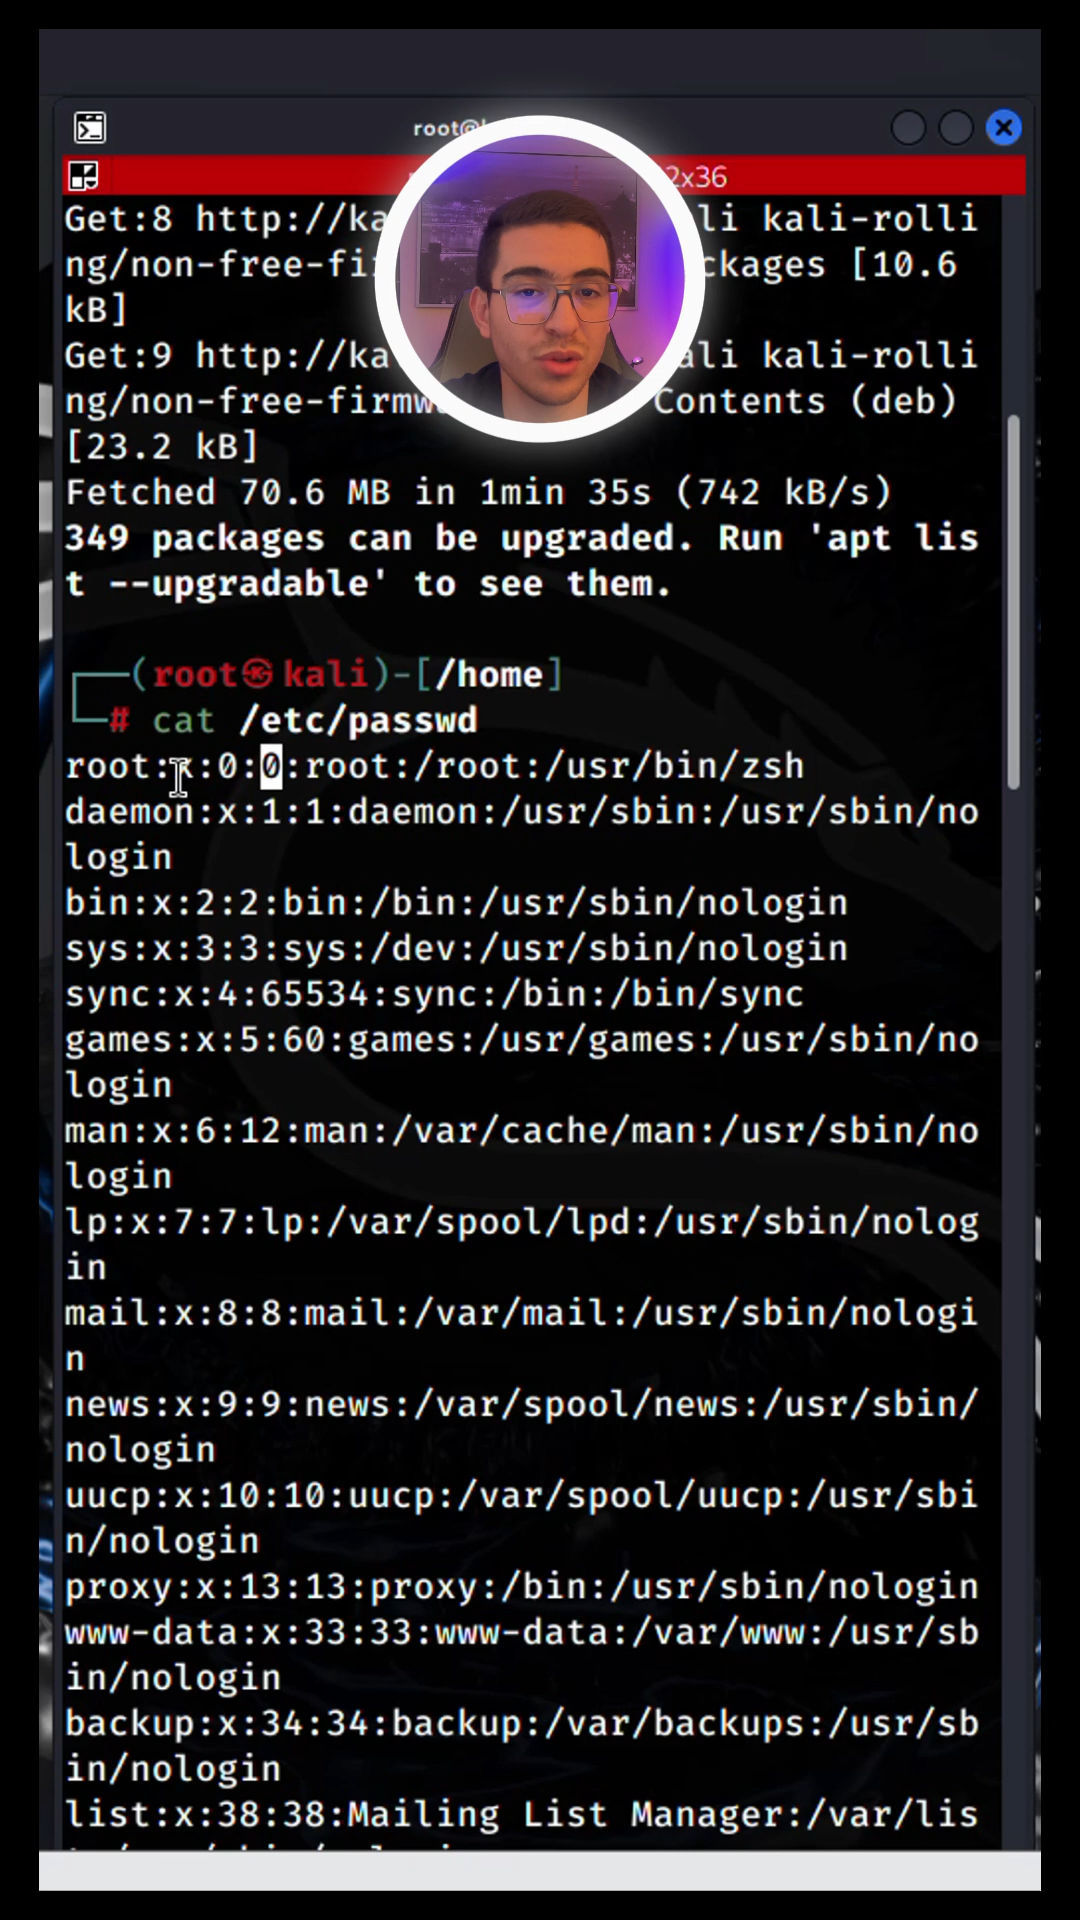 root@
2x36
Get:8 http://ka li kali-rolli
ng/non-free-fi ckages [10.6
kB]
Get:9 http://ka ali kali-rolli
ng/non-free-firmw Contents (deb)
[23.2 kB]
Fetched 70.6 MB in 1min 35s (742 kB/s)
349 packages can be upgraded. Run 'apt lis
t --upgradable' to see them.
┌──(root㉿kali)-[/home]
└─# cat /etc/passwd
root:x:0:0:root:/root:/usr/bin/zsh
daemon:x:1:1:daemon:/usr/sbin:/usr/sbin/no
login
bin:x:2:2:bin:/bin:/usr/sbin/nologin
sys:x:3:3:sys:/dev:/usr/sbin/nologin
sync:x:4:65534:sync:/bin:/bin/sync
games:x:5:60:games:/usr/games:/usr/sbin/no
login
man:x:6:12:man:/var/cache/man:/usr/sbin/no
login
lp:x:7:7:lp:/var/spool/lpd:/usr/sbin/nolog
in
mail:x:8:8:mail:/var/mail:/usr/sbin/nologi
n
news:x:9:9:news:/var/spool/news:/usr/sbin/
nologin
uucp:x:10:10:uucp:/var/spool/uucp:/usr/sbi
n/nologin
proxy:x:13:13:proxy:/bin:/usr/sbin/nologin
www-data:x:33:33:www-data:/var/www:/usr/sb
in/nologin
backup:x:34:34:backup:/var/backups:/usr/sb
in/nologin
list:x:38:38:Mailing List Manager:/var/lis